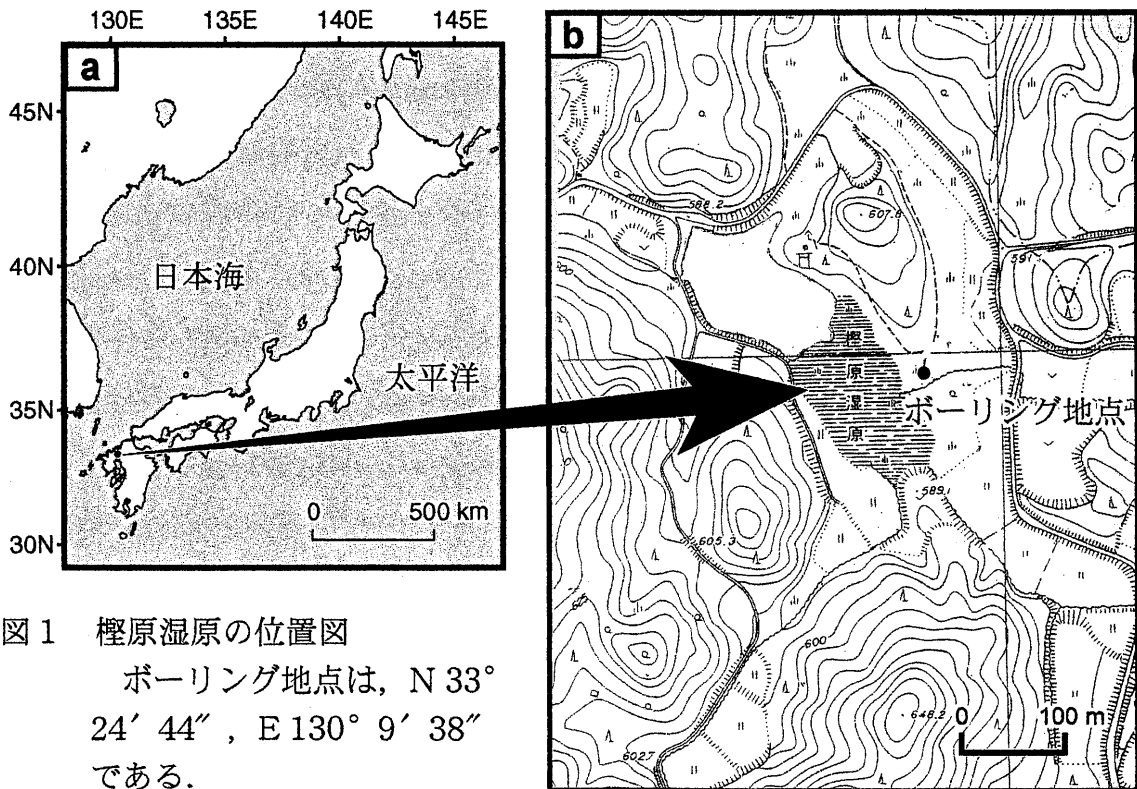 130E 135E 140E 145E
a
45N
40N
35N
30N
日本海
太平洋
0 500 km
b
588.2
607.8
591
樫原湿原
ボーリング地点
589.1
605.3
600
648.2
602.7
0 100 m
図1 樫原湿原の位置図
ボーリング地点は，N 33°
24′ 44″ , E 130° 9′ 38″
である．